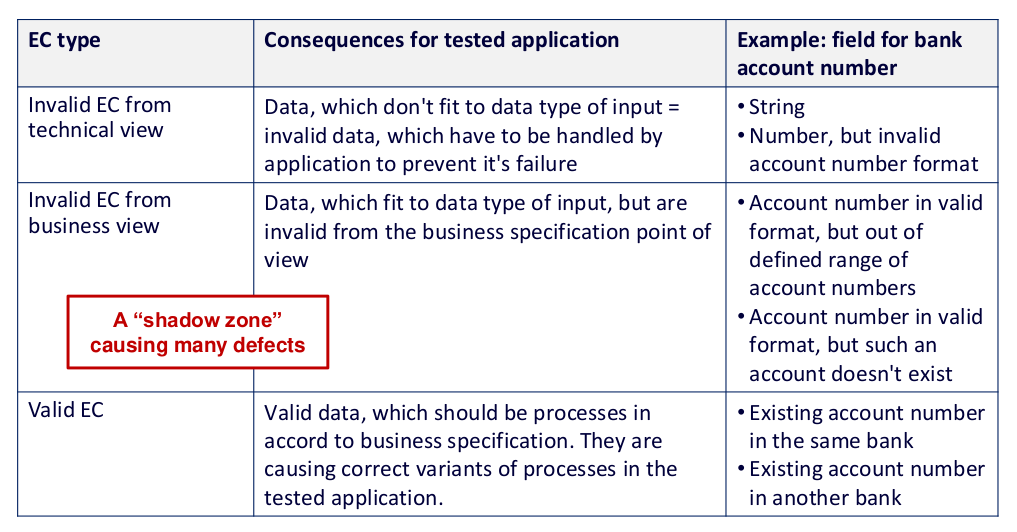 EC type
Consequences for tested application
Example: field for bank
account number
Invalid EC from
technical view
Data, which don't fit to data type of input =
invalid data, which have to be handled by
application to prevent it's failure
• String
• Number, but invalid
account number format
Invalid EC from
business view
Data, which fit to data type of input, but are
invalid from the business specification point of
view
• Account number in valid
format, but out of
defined range of
account numbers
• Account number in valid
format, but such an
account doesn't exist
A “shadow zone”
causing many defects
Valid EC
Valid data, which should be processes in
accord to business specification. They are
causing correct variants of processes in the
tested application.
• Existing account number
in the same bank
• Existing account number
in another bank